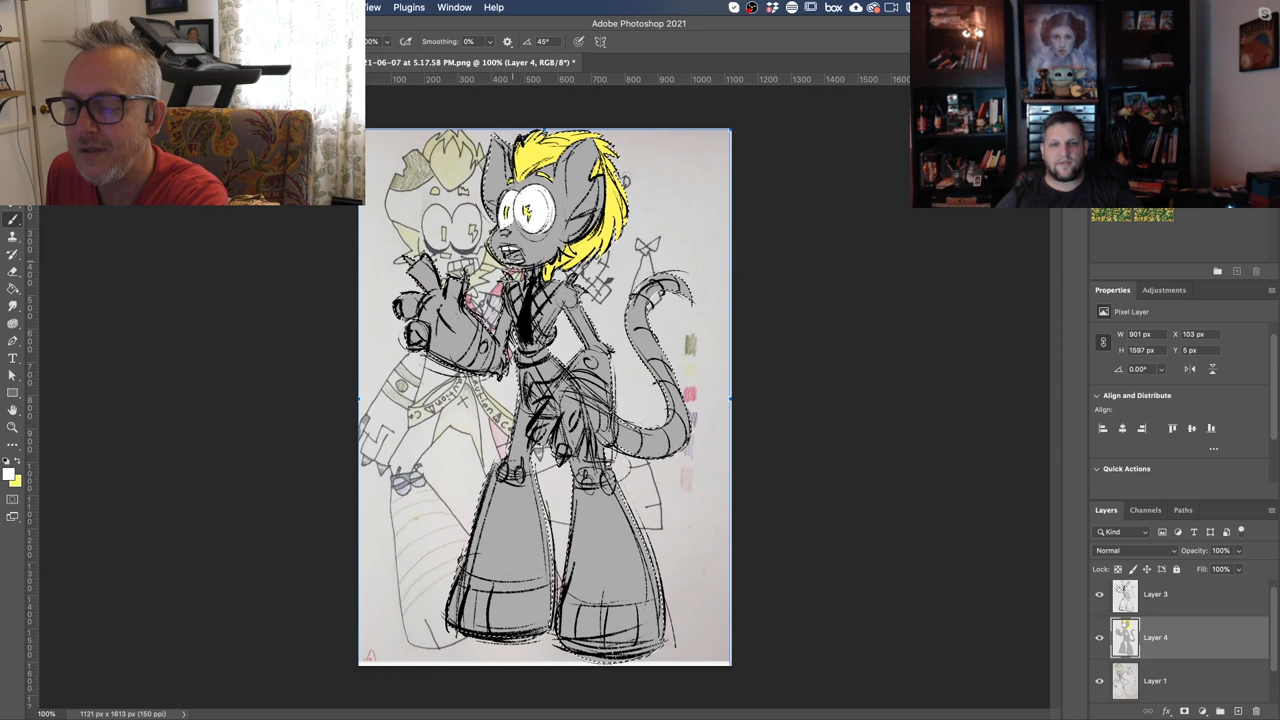 View Plugins Window Help
box
Adobe Photoshop 2021
Smoothing: 0%
45°
21-06-07 at 5.17.58 PM.png @ 100% (Layer 4, RGB/8*) *
100 200 300 400 500 600 700 800 900 1000 1100 1200 1300 1400 1500 1600
Properties Adjustments
Pixel Layer
W 901 px X 103 px
H 1597 px Y 5 px
0.00°
Align and Distribute
Align:
Quick Actions
Layers Channels Paths
Kind
Normal Opacity: 100%
Lock: Fill: 100%
Layer 3
Layer 4
Layer 1
100% 1121 px x 1613 px (150 ppi)